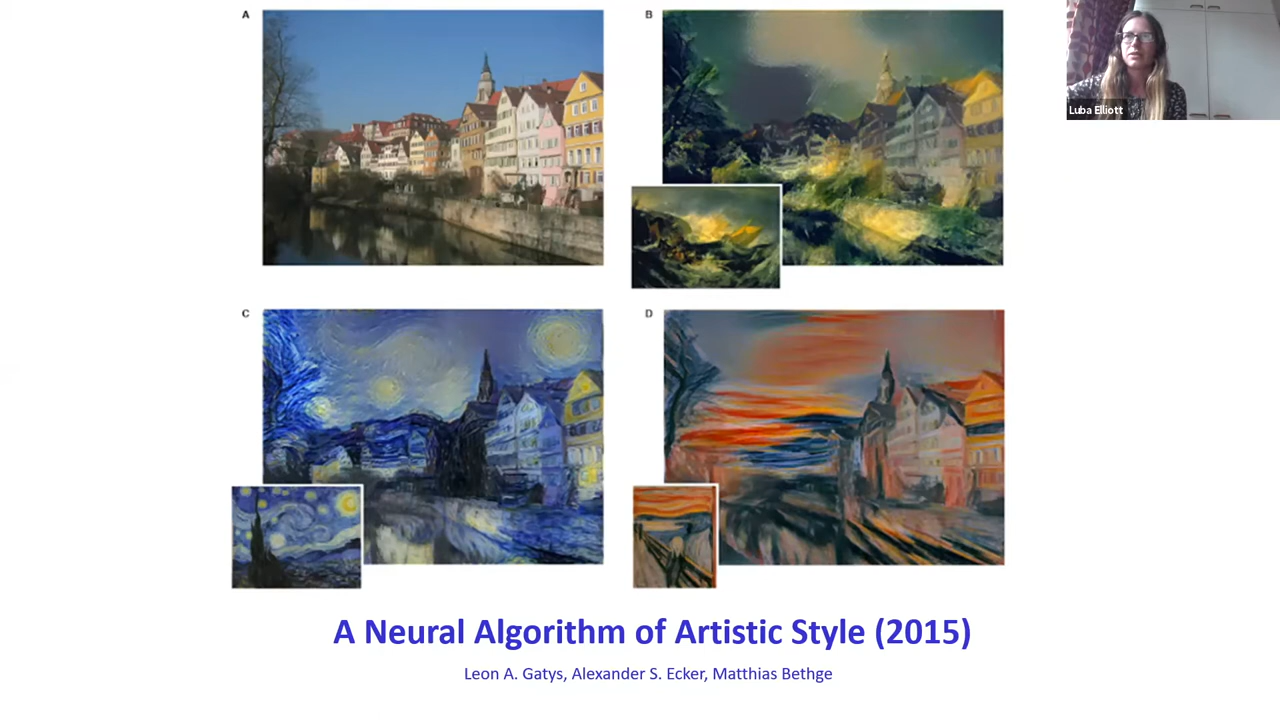 A
B
Luba Elliott
C
D
A Neural Algorithm of Artistic Style (2015)
Leon A. Gatys, Alexander S. Ecker, Matthias Bethge